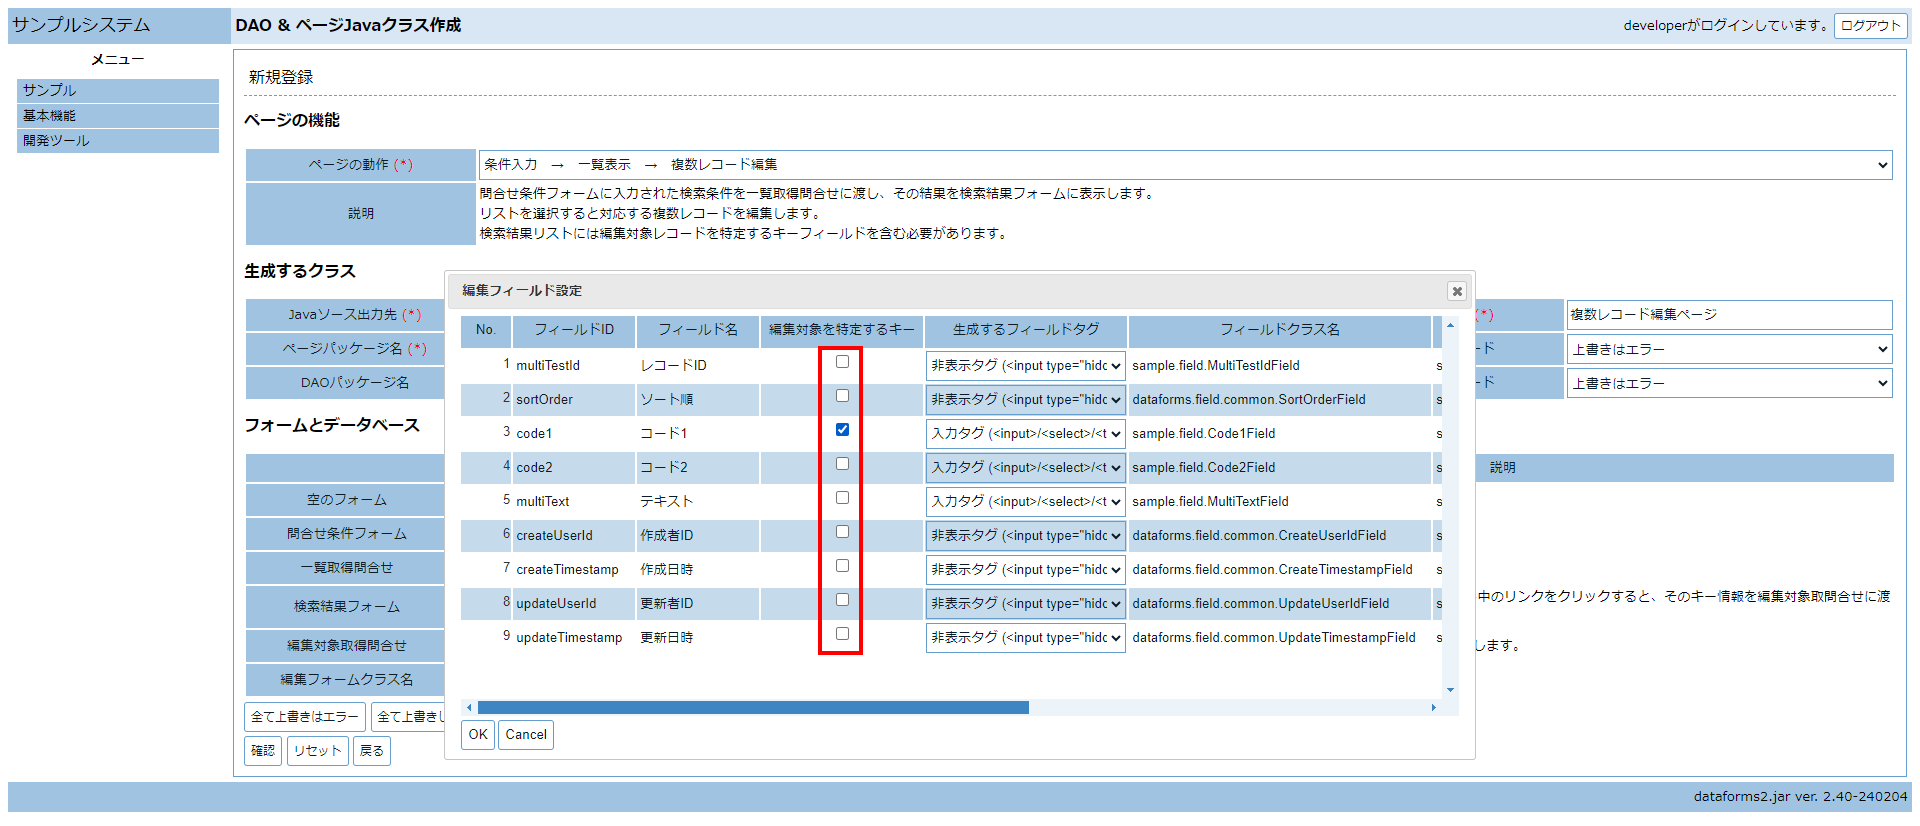 サンプルシステム
DAO & ページJavaクラス作成
developerがログインしています。 ログアウト
メニュー
サンプル
基本機能
開発ツール
新規登録
ページの機能
ページの動作 (*) 条件入力 → 一覧表示 → 複数レコード編集
説明
問合せ条件フォームに入力された検索条件を一覧取得問合せに渡し、その結果を検索結果フォームに表示します。
リストを選択すると対応する複数レコードを編集します。
検索結果リストには編集対象レコードを特定するキーフィールドを含む必要があります。
生成するクラス
Javaソース出力先 (*)
(*) 複数レコード編集ページ
ページパッケージ名 (*)
ード 上書きはエラー
DAOパッケージ名
ード 上書きはエラー
フォームとデータベース
説明
空のフォーム
問合せ条件フォーム
一覧取得問合せ
検索結果フォーム
中のリンクをクリックすると、そのキー情報を編集対象取問合せに渡
編集対象取得問合せ
します。
編集フォームクラス名
全て上書きはエラー 全て上書きし
確認 リセット 戻る
編集フィールド設定
No. フィールドID フィールド名 編集対象を特定するキー 生成するフィールドタグ フィールドクラス名
1 multiTestId レコードID 非表示タグ (<input type="hidc sample.field.MultiTestIdField s
2 sortOrder ソート順 非表示タグ (<input type="hidc dataforms.field.common.SortOrderField s
3 code1 コード1 入力タグ (<input>/<select>/<t sample.field.Code1Field s
4 code2 コード2 入力タグ (<input>/<select>/<t sample.field.Code2Field s
5 multiText テキスト 入力タグ (<input>/<select>/<t sample.field.MultiTextField s
6 createUserId 作成者ID 非表示タグ (<input type="hidc dataforms.field.common.CreateUserIdField s
7 createTimestamp 作成日時 非表示タグ (<input type="hidc dataforms.field.common.CreateTimestampField s
8 updateUserId 更新者ID 非表示タグ (<input type="hidc dataforms.field.common.UpdateUserIdField s
9 updateTimestamp 更新日時 非表示タグ (<input type="hidc dataforms.field.common.UpdateTimestampField s
OK Cancel
dataforms2.jar ver. 2.40-240204